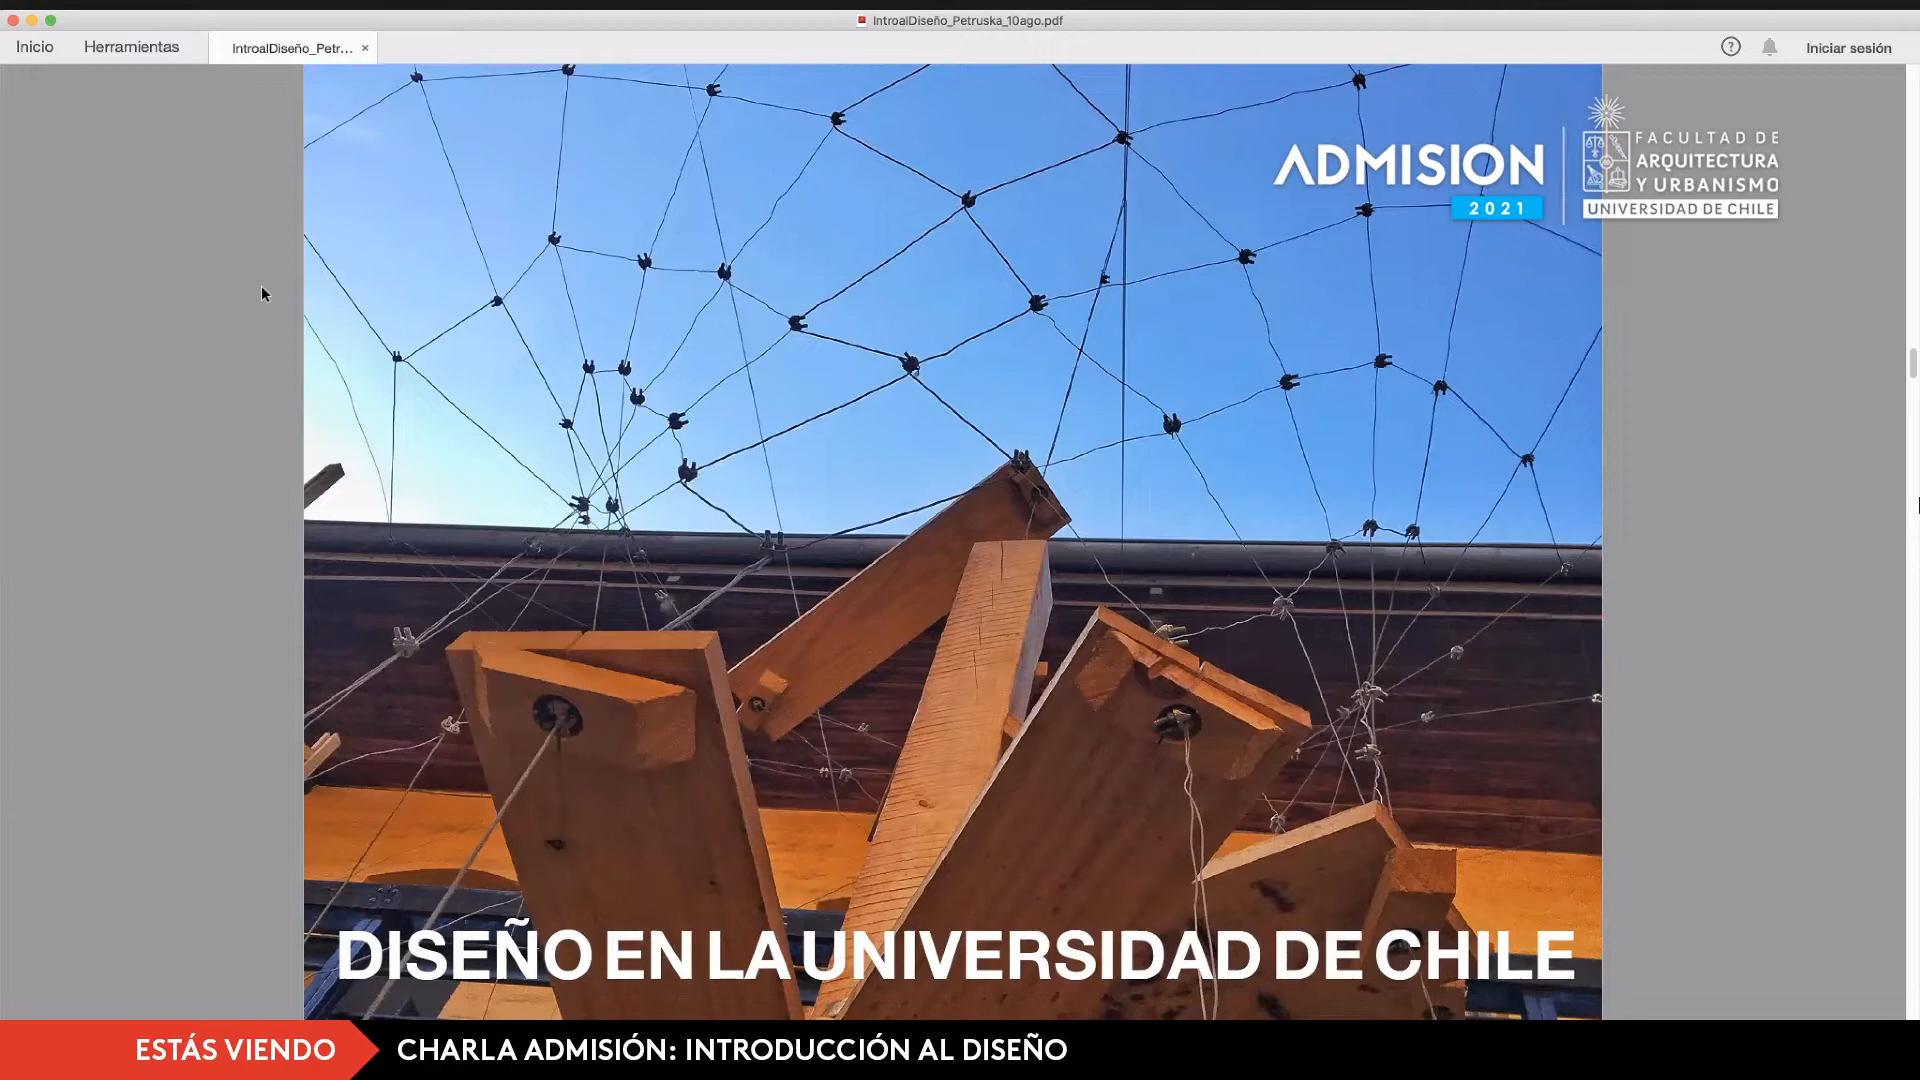 IntroalDiseño_Petruska_10ago.pdf
Inicio
Herramientas
IntroalDiseño_Petr... ×
?
Iniciar sesión
ADMISION
2021
FACULTAD DE
ARQUITECTURA
Y URBANISMO
UNIVERSIDAD DE CHILE
DISEÑO EN LA UNIVERSIDAD DE CHILE
ESTÁS VIENDO
CHARLA ADMISIÓN: INTRODUCCIÓN AL DISEÑO